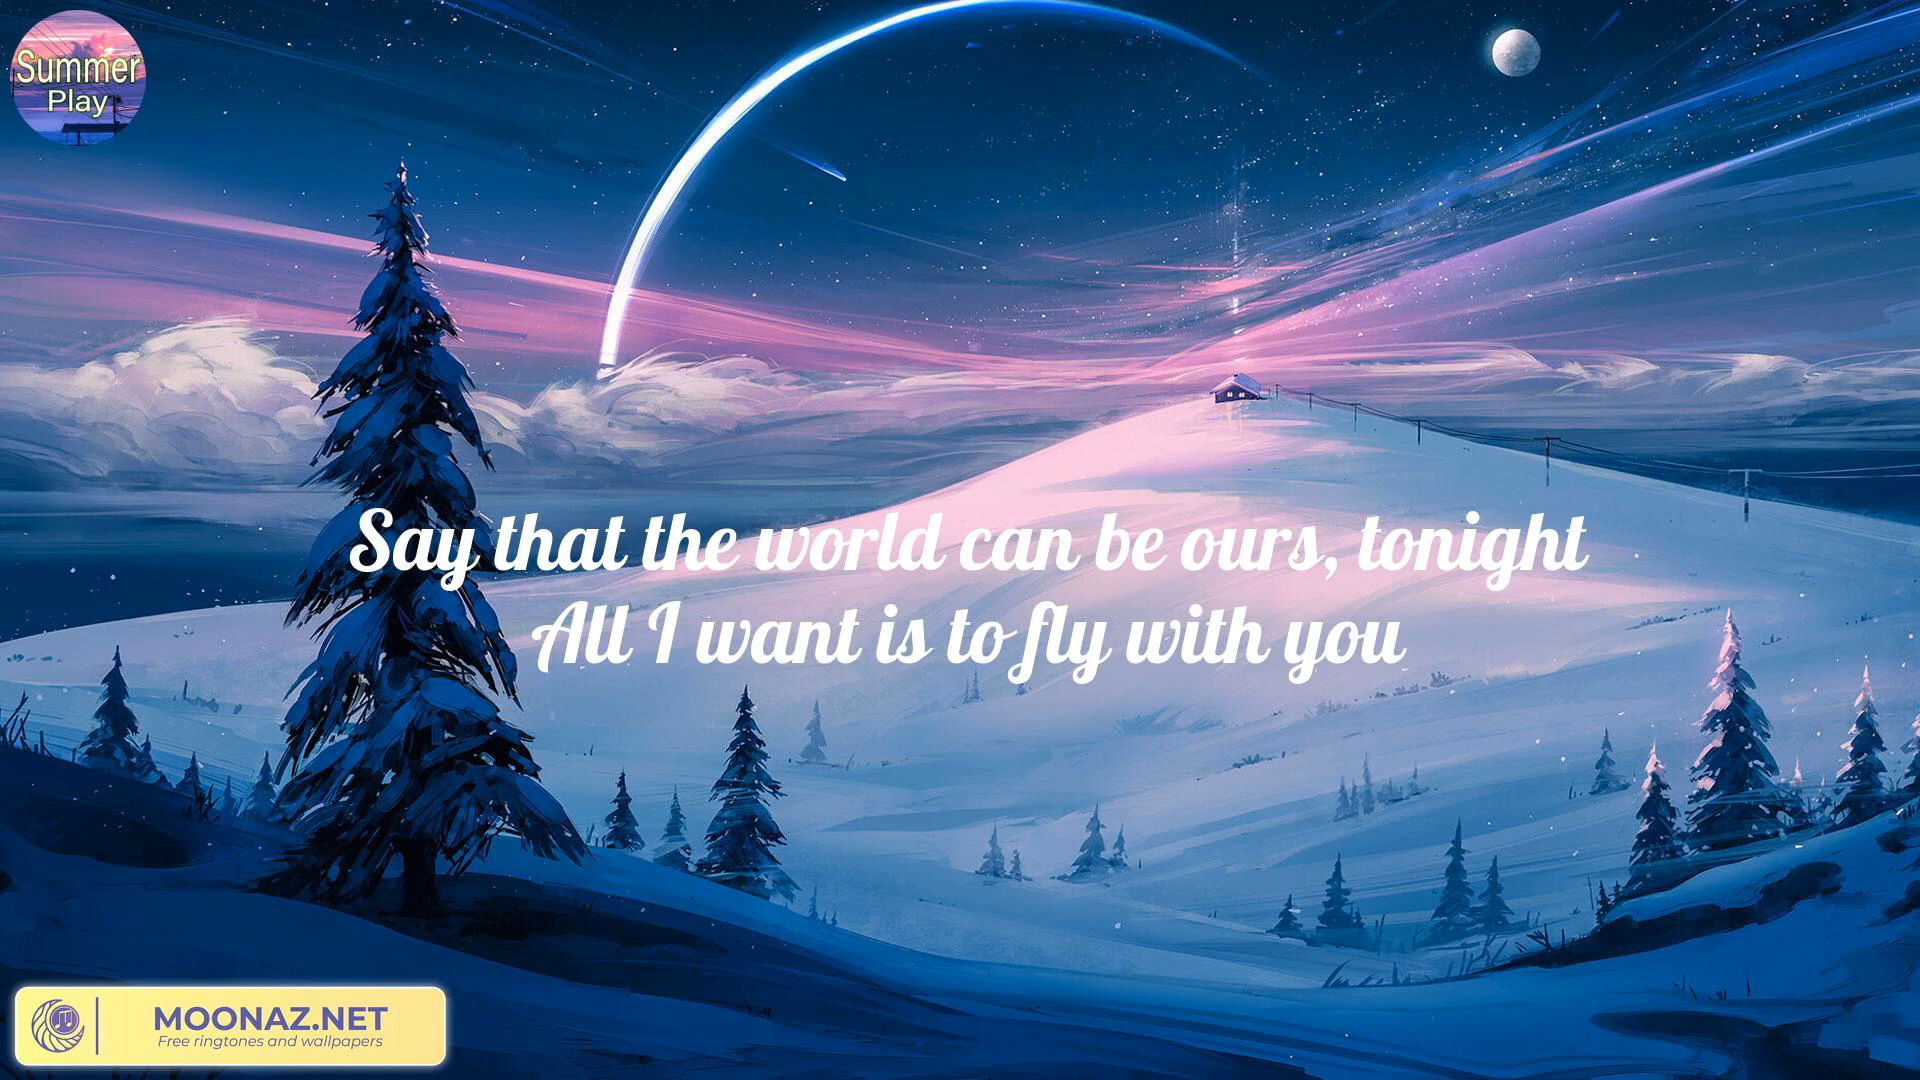 Summer
Play
Say that the world can be ours, tonight
All I want is to fly with you
MOONAZ.NET
Free ringtones and wallpapers